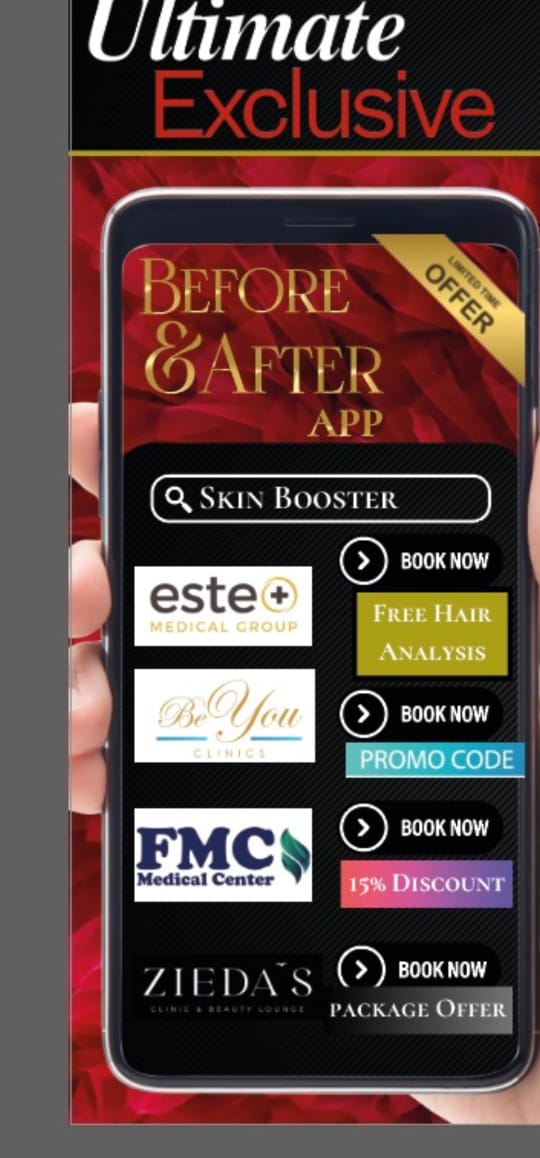 Ultimate
Exclusive
LIMITED TIME
OFFER
BEFORE
& AFTER
APP
SKIN BOOSTER
este+
MEDICAL GROUP
BOOK NOW
FREE HAIR
ANALYSIS
Be You
CLINICS
BOOK NOW
PROMO CODE
FMC
Medical Center
BOOK NOW
15% DISCOUNT
ZIEDA'S
CLINIC & BEAUTY LOUNGE
BOOK NOW
PACKAGE OFFER